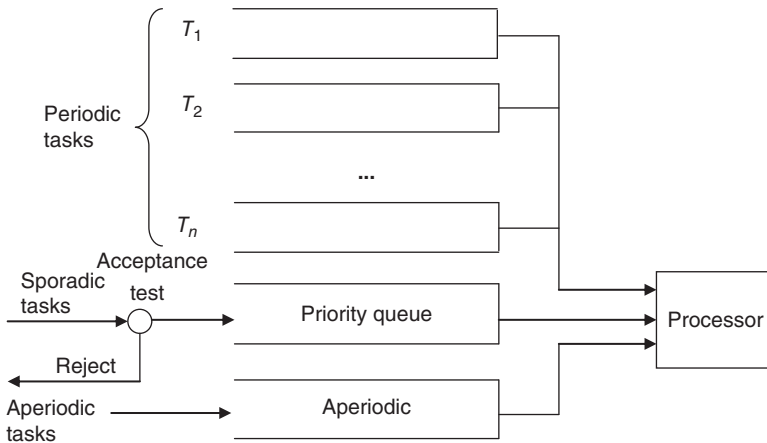 T1
Periodic
tasks
T2
...
Tn
Acceptance
test
Sporadic
tasks
Priority queue
Processor
Reject
Aperiodic
tasks
Aperiodic